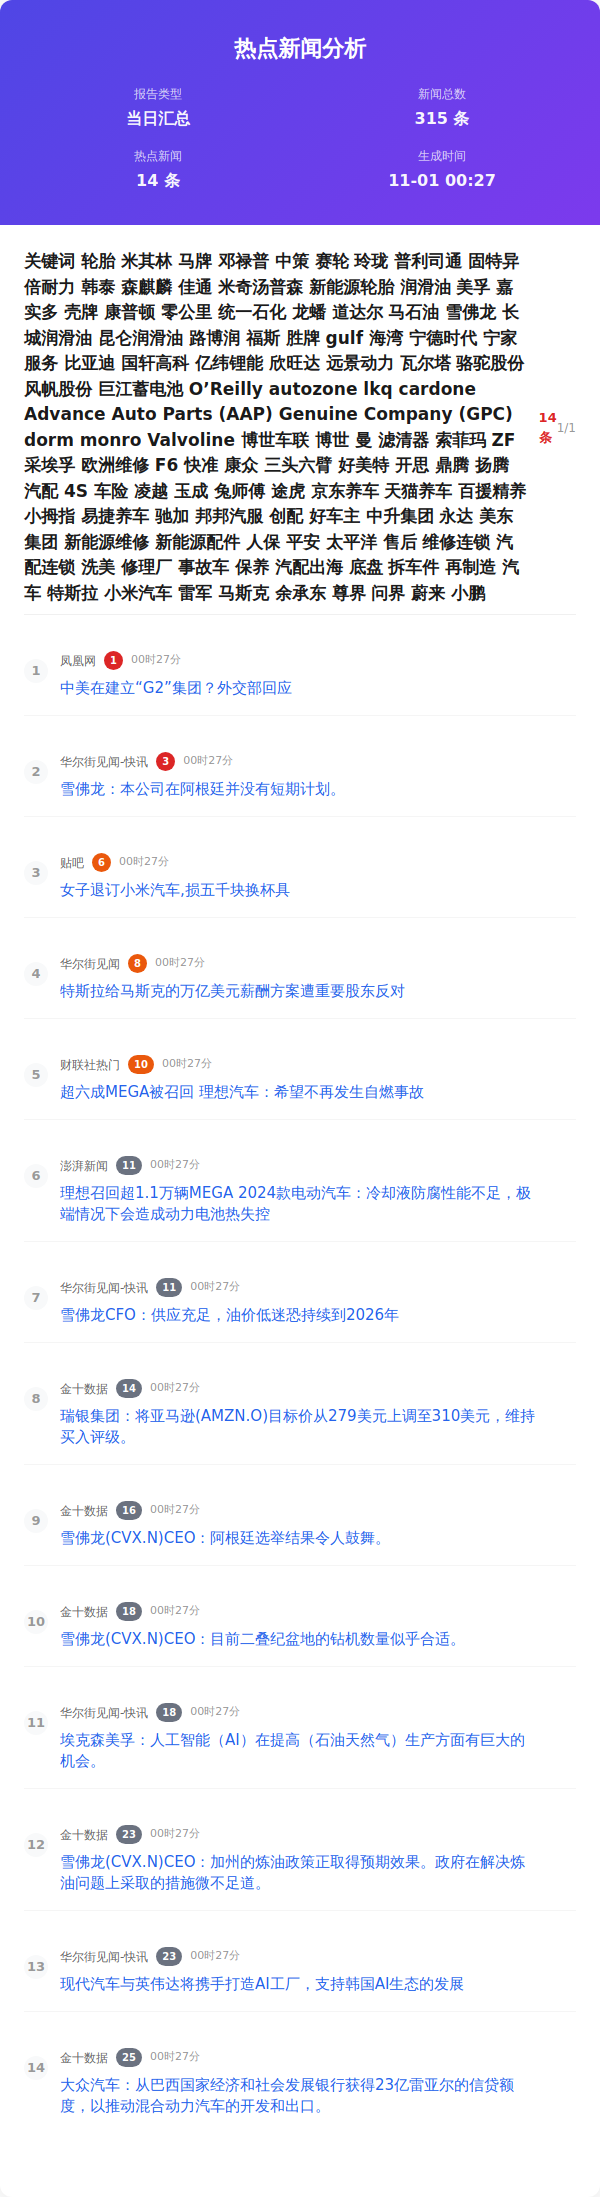 热点新闻分析
报告类型
当日汇总
新闻总数
315 条
热点新闻
14 条
生成时间
11-01 00:27
关键词 轮胎 米其林 马牌 邓禄普 中策 赛轮 玲珑 普利司通 固特异
倍耐力 韩泰 森麒麟 佳通 米奇汤普森 新能源轮胎 润滑油 美孚 嘉
实多 壳牌 康普顿 零公里 统一石化 龙蟠 道达尔 马石油 雪佛龙 长
城润滑油 昆仑润滑油 路博润 福斯 胜牌 gulf 海湾 宁德时代 宁家
服务 比亚迪 国轩高科 亿纬锂能 欣旺达 远景动力 瓦尔塔 骆驼股份
风帆股份 巨江蓄电池 O’Reilly autozone lkq cardone
Advance Auto Parts (AAP) Genuine Company (GPC)
dorm monro Valvoline 博世车联 博世 曼 滤清器 索菲玛 ZF
采埃孚 欧洲维修 F6 快准 康众 三头六臂 好美特 开思 鼎腾 扬腾
汽配 4S 车险 凌越 玉成 兔师傅 途虎 京东养车 天猫养车 百援精养
小拇指 易捷养车 驰加 邦邦汽服 创配 好车主 中升集团 永达 美东
集团 新能源维修 新能源配件 人保 平安 太平洋 售后 维修连锁 汽
配连锁 洗美 修理厂 事故车 保养 汽配出海 底盘 拆车件 再制造 汽
车 特斯拉 小米汽车 雷军 马斯克 余承东 尊界 问界 蔚来 小鹏
14
条
1/1
1
凤凰网 1 00时27分
中美在建立“G2”集团？外交部回应
2
华尔街见闻-快讯 3 00时27分
雪佛龙：本公司在阿根廷并没有短期计划。
3
贴吧 6 00时27分
女子退订小米汽车,损五千块换杯具
4
华尔街见闻 8 00时27分
特斯拉给马斯克的万亿美元薪酬方案遭重要股东反对
5
财联社热门 10 00时27分
超六成MEGA被召回 理想汽车：希望不再发生自燃事故
6
澎湃新闻 11 00时27分
理想召回超1.1万辆MEGA 2024款电动汽车：冷却液防腐性能不足，极
端情况下会造成动力电池热失控
7
华尔街见闻-快讯 11 00时27分
雪佛龙CFO：供应充足，油价低迷恐持续到2026年
8
金十数据 14 00时27分
瑞银集团：将亚马逊(AMZN.O)目标价从279美元上调至310美元，维持
买入评级。
9
金十数据 16 00时27分
雪佛龙(CVX.N)CEO：阿根廷选举结果令人鼓舞。
10
金十数据 18 00时27分
雪佛龙(CVX.N)CEO：目前二叠纪盆地的钻机数量似乎合适。
11
华尔街见闻-快讯 18 00时27分
埃克森美孚：人工智能（AI）在提高（石油天然气）生产方面有巨大的
机会。
12
金十数据 23 00时27分
雪佛龙(CVX.N)CEO：加州的炼油政策正取得预期效果。政府在解决炼
油问题上采取的措施微不足道。
13
华尔街见闻-快讯 23 00时27分
现代汽车与英伟达将携手打造AI工厂，支持韩国AI生态的发展
14
金十数据 25 00时27分
大众汽车：从巴西国家经济和社会发展银行获得23亿雷亚尔的信贷额
度，以推动混合动力汽车的开发和出口。